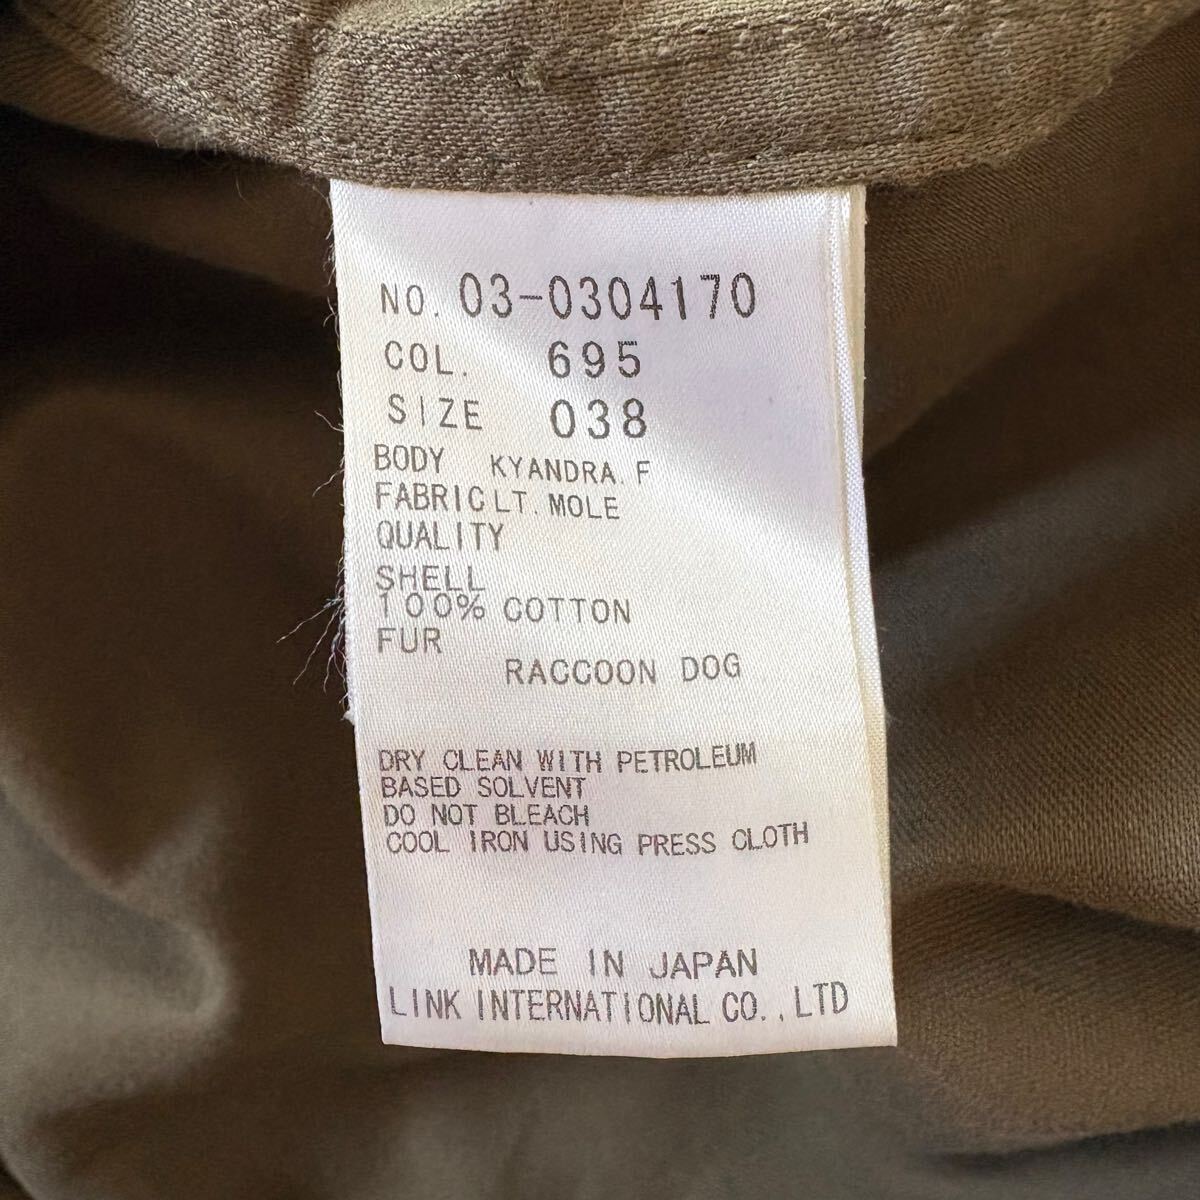 NO. 03-0304170
COL. 695
SIZE 038
BODY KYANDRA.F
FABRIC LT.MOLE
QUALITY
SHELL
100% COTTON
FUR
RACCOON DOG
DRY CLEAN WITH PETROLEUM
BASED SOLVENT
DO NOT BLEACH
COOL IRON USING PRESS CLOTH
MADE IN JAPAN
LINK INTERNATIONAL CO.,LTD